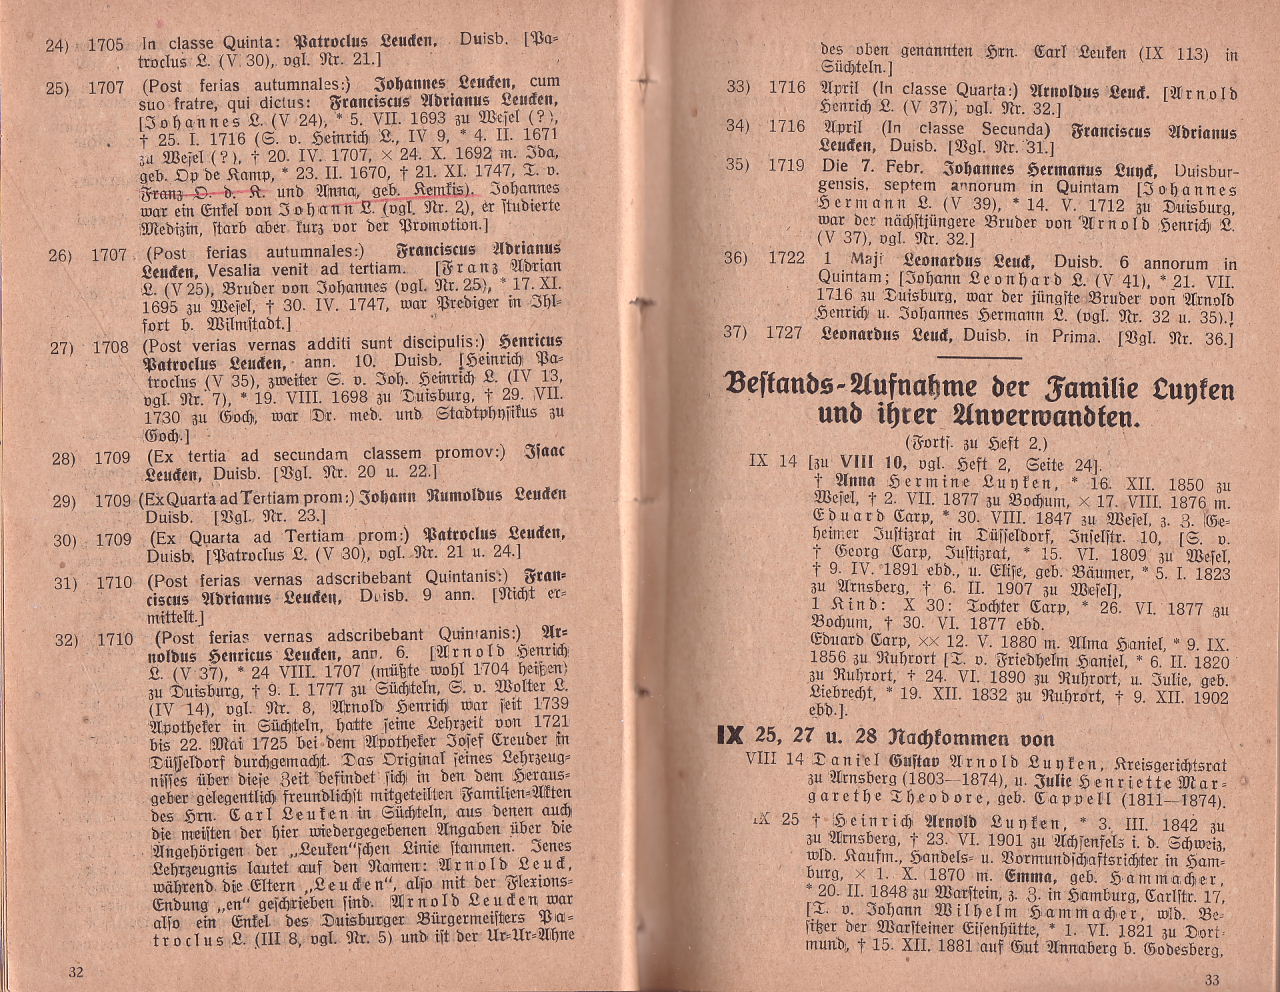 24) 1705 In classe Quinta: Patroclus Leucken, Duisb. [Pa=
troclus L. (V 30), vgl. Nr. 21.]
25) 1707 (Post ferias autumnales:) Johannes Leucken, cum
suo fratre, qui dictus: Franciscus Adrianus Leucken,
[Johannes L. (V 24), * 5. VII. 1693 zu Wesel (?),
† 25. I. 1716 (S. v. Heinrich L., IV 9, * 4. II. 1671
zu Wesel (?), † 20. IV. 1707, × 24. X. 1692 m. Ida,
geb. Op de Kamp, * 23. II. 1670, † 21. XI. 1747, T. v.
Franz O. d. K. und Anna, geb. Kemkis). Johannes
war ein Enkel von Johann L. (vgl. Nr. 2), er studierte
Medizin, starb aber kurz vor der Promotion.]
26) 1707 (Post ferias autumnales:) Franciscus Adrianus
Leucken, Vesalia venit ad tertiam. [Franz Adrian
L. (V 25), Bruder von Johannes (vgl. Nr. 25), * 17. XI.
1695 zu Wesel, † 30. IV. 1747, war Prediger in Ihl=
fort b. Wilmstadt.]
27) 1708 (Post verias vernas additi sunt discipulis:) Henricus
Patroclus Leucken, ann. 10. Duisb. [Heinrich Pa=
troclus (V 35), zweiter S. v. Joh. Heinrich L. (IV 13,
vgl. Nr. 7), * 19. VIII. 1698 zu Duisburg, † 29. VII.
1730 zu Goch, war Dr. med. und Stadtphysikus zu
Goch.]
28) 1709 (Ex tertia ad secundam classem promov:) Isaac
Leucken, Duisb. [Vgl. Nr. 20 u. 22.]
29) 1709 (Ex Quarta ad Tertiam prom:) Johann Rumoldus Leucken
Duisb. [Vgl. Nr. 23.]
30) 1709 (Ex Quarta ad Tertiam prom:) Patroclus Leucken,
Duisb. [Patroclus L. (V 30), vgl. Nr. 21 u. 24.]
31) 1710 (Post ferias vernas adscribebant Quintanis:) Fran=
ciscus Adrianus Leucken, Duisb. 9 ann. [Nicht er=
mittelt.]
32) 1710 (Post ferias vernas adscribebant Quintanis:) Ar=
noldus Henricus Leucken, ann. 6. [Arnold Henrich
L. (V 37), * 24 VIII. 1707 (müßte wohl 1704 heißen)
zu Duisburg, † 9. I. 1777 zu Süchteln, S. v. Wolter L.
(IV 14), vgl. Nr. 8, Arnold Henrich war seit 1739
Apotheker in Süchteln, hatte seine Lehrzeit von 1721
bis 22. Mai 1725 bei dem Apotheker Josef Creuder in
Düsseldorf durchgemacht. Das Original seines Lehrzeug=
nisses über diese Zeit befindet sich in den dem Heraus=
geber gelegentlich freundlichst mitgeteilten Familien=Akten
des Hrn. Carl Leuken in Süchteln, aus denen auch
die meisten der hier wiedergegebenen Angaben über die
Angehörigen der „Leuken“schen Linie stammen. Jenes
Lehrzeugnis lautet auf den Namen: Arnold Leuck,
während die Eltern „Leucken“, also mit der Flexions=
Endung „en“ geschrieben sind. Arnold Leucken war
also ein Enkel des Duisburger Bürgermeisters Pa=
troclus L. (III 8, vgl. Nr. 5) und ist der Ur=Ur=Ahne
32
des oben genannten Hrn. Carl Leuken (IX 113) in
Süchteln.]
33) 1716 April (In classe Quarta:) Arnoldus Leuck. [Arnold
Henrich L. (V 37), vgl. Nr. 32.]
34) 1716 April (In classe Secunda) Franciscus Adrianus
Leucken, Duisb. [Vgl. Nr. 31.]
35) 1719 Die 7. Febr. Johannes Hermanus Luyck, Duisbur-
gensis, septem annorum in Quintam [Johannes
Hermann L. (V 39), * 14. V. 1712 zu Duisburg,
war der nächstjüngere Bruder von Arnold Henrich L.
(V 37), vgl. Nr. 32.]
36) 1722 1 Maji Leonardus Leuck, Duisb. 6 annorum in
Quintam; [Johann Leonhard L. (V 41), * 21. VII.
1716 zu Duisburg, war der jüngste Bruder von Arnold
Henrich u. Johannes Hermann L. (vgl. Nr. 32 u. 35).]
37) 1727 Leonardus Leuck, Duisb. in Prima. [Vgl. Nr. 36.]
Bestands=Aufnahme der Familie Luyken
und ihrer Anverwandten.
(Forts. zu Heft 2.)
IX 14 [zu VIII 10, vgl. Heft 2, Seite 24].
† Anna Hermine Luyken, * 16. XII. 1850 zu
Wesel, † 2. VII. 1877 zu Bochum, × 17. VIII. 1876 m.
Eduard Carp, * 30. VIII. 1847 zu Wesel, z. Z. Ge=
heimer Justizrat in Düsseldorf, Inselstr. 10, [S. v.
† Georg Carp, Justizrat, * 15. VI. 1809 zu Wesel,
† 9. IV. 1891 ebd., u. Elise, geb. Bäumer, * 5. I. 1823
zu Arnsberg, † 6. II. 1907 zu Wesel],
1 Kind: X 30: Tochter Carp, * 26. VI. 1877 zu
Bochum, † 30. VI. 1877 ebd.
Eduard Carp, ×× 12. V. 1880 m. Alma Haniel, * 9. IX.
1856 zu Ruhrort [T. v. Friedhelm Haniel, * 6. II. 1820
zu Ruhrort, † 24. VI. 1890 zu Ruhrort, u. Julie, geb.
Liebrecht, * 19. XII. 1832 zu Ruhrort, † 9. XII. 1902
ebd.].
IX 25, 27 u. 28 Nachkommen von
VIII 14 Daniel Gustav Arnold Luyken, Kreisgerichtsrat
zu Arnsberg (1803—1874), u. Julie Henriette Mar=
garethe Theodore, geb. Cappell (1811—1874).
IX 25 † Heinrich Arnold Luyken, * 3. III. 1842 zu
zu Arnsberg, † 23. VI. 1901 zu Achsenfels i. d. Schweiz,
wld. Kaufm., Handels= u. Vormundschaftsrichter in Ham=
burg, × 1. X. 1870 m. Emma, geb. Hammacher,
* 20. II. 1848 zu Warstein, z. Z. in Hamburg, Carlstr. 17,
[T. v. Johann Wilhelm Hammacher, wld. Be=
sitzer der Warsteiner Eisenhütte, * 1. VI. 1821 zu Dort=
mund, † 15. XII. 1881 auf Gut Annaberg b. Godesberg,
33